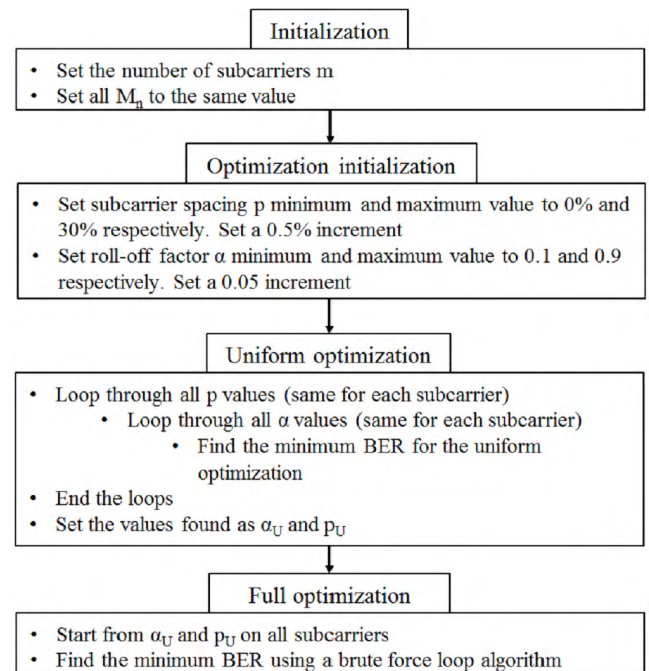 Initialization
• Set the number of subcarriers m
• Set all Mn to the same value
Optimization initialization
• Set subcarrier spacing p minimum and maximum value to 0% and
30% respectively. Set a 0.5% increment
• Set roll-off factor α minimum and maximum value to 0.1 and 0.9
respectively. Set a 0.05 increment
Uniform optimization
• Loop through all p values (same for each subcarrier)
• Loop through all α values (same for each subcarrier)
• Find the minimum BER for the uniform
optimization
• End the loops
• Set the values found as αU and pU
Full optimization
• Start from αU and pU on all subcarriers
• Find the minimum BER using a brute force loop algorithm